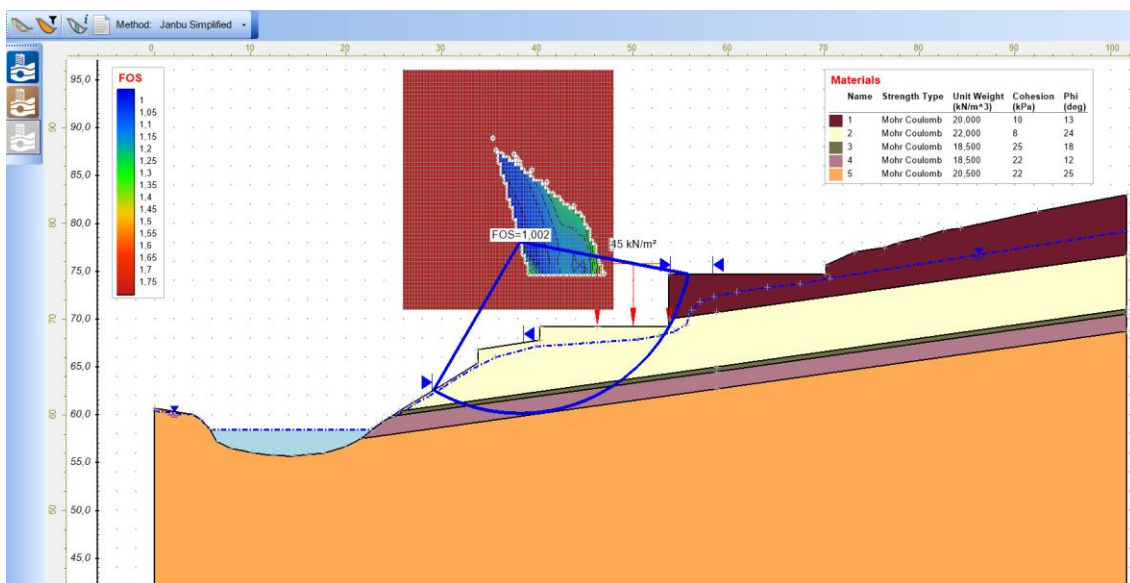 Method: Janbu Simplified
0 10 20 30 40 50 60 70 80 90 100
FOS
1
1,05
1,1
1,15
1,2
1,25
1,3
1,35
1,4
1,45
1,5
1,55
1,6
1,65
1,7
1,75
Materials
Name Strength Type Unit Weight (kN/m^3) Cohesion (kPa) Phi (deg)
1 Mohr Coulomb 20,000 10 13
2 Mohr Coulomb 22,000 8 24
3 Mohr Coulomb 18,500 25 18
4 Mohr Coulomb 18,500 22 12
5 Mohr Coulomb 20,500 22 25
FOS=1,002
45 kN/m²
95,0
90,0
85,0
80,0
75,0
70,0
65,0
60,0
55,0
50,0
45,0
90
80
70
60
50